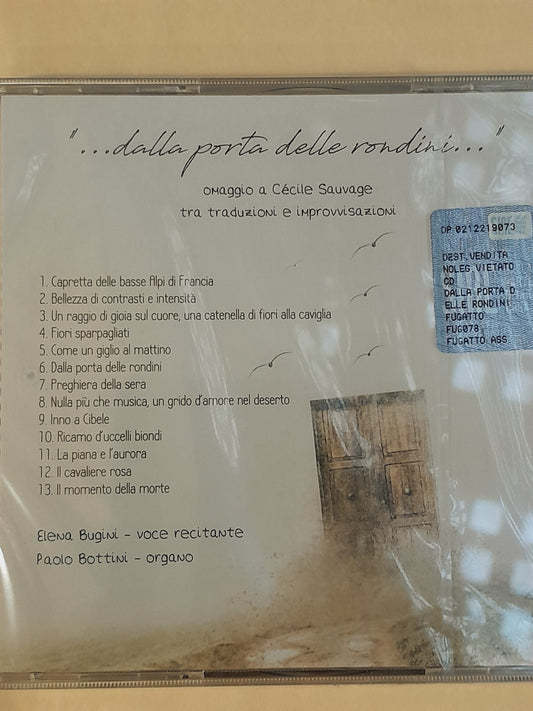 "...dalla porta delle rondini..."
omaggio a Cécile Sauvage
tra traduzioni e improvvisazioni
DP 0212219073
D2ST.VENDITA
NOLEG.VIETATO
CD
DALLA PORTA D
ELLE RONDINI
FUGATTO
FUG078
FUGATTO ASS.
1. Capretta delle basse Alpi di Francia
2. Bellezza di contrasti e intensità
3. Un raggio di gioia sul cuore, una catenella di fiori alla caviglia
4. Fiori sparpagliati
5. Come un giglio al mattino
6. Dalla porta delle rondini
7. Preghiera della sera
8. Nulla più che musica, un grido d'amore nel deserto
9. Inno a Cibele
10. Ricamo d'uccelli biondi
11. La piana e l'aurora
12. Il cavaliere rosa
13. Il momento della morte
Elena Bugini - voce recitante
Paolo Bottini - organo